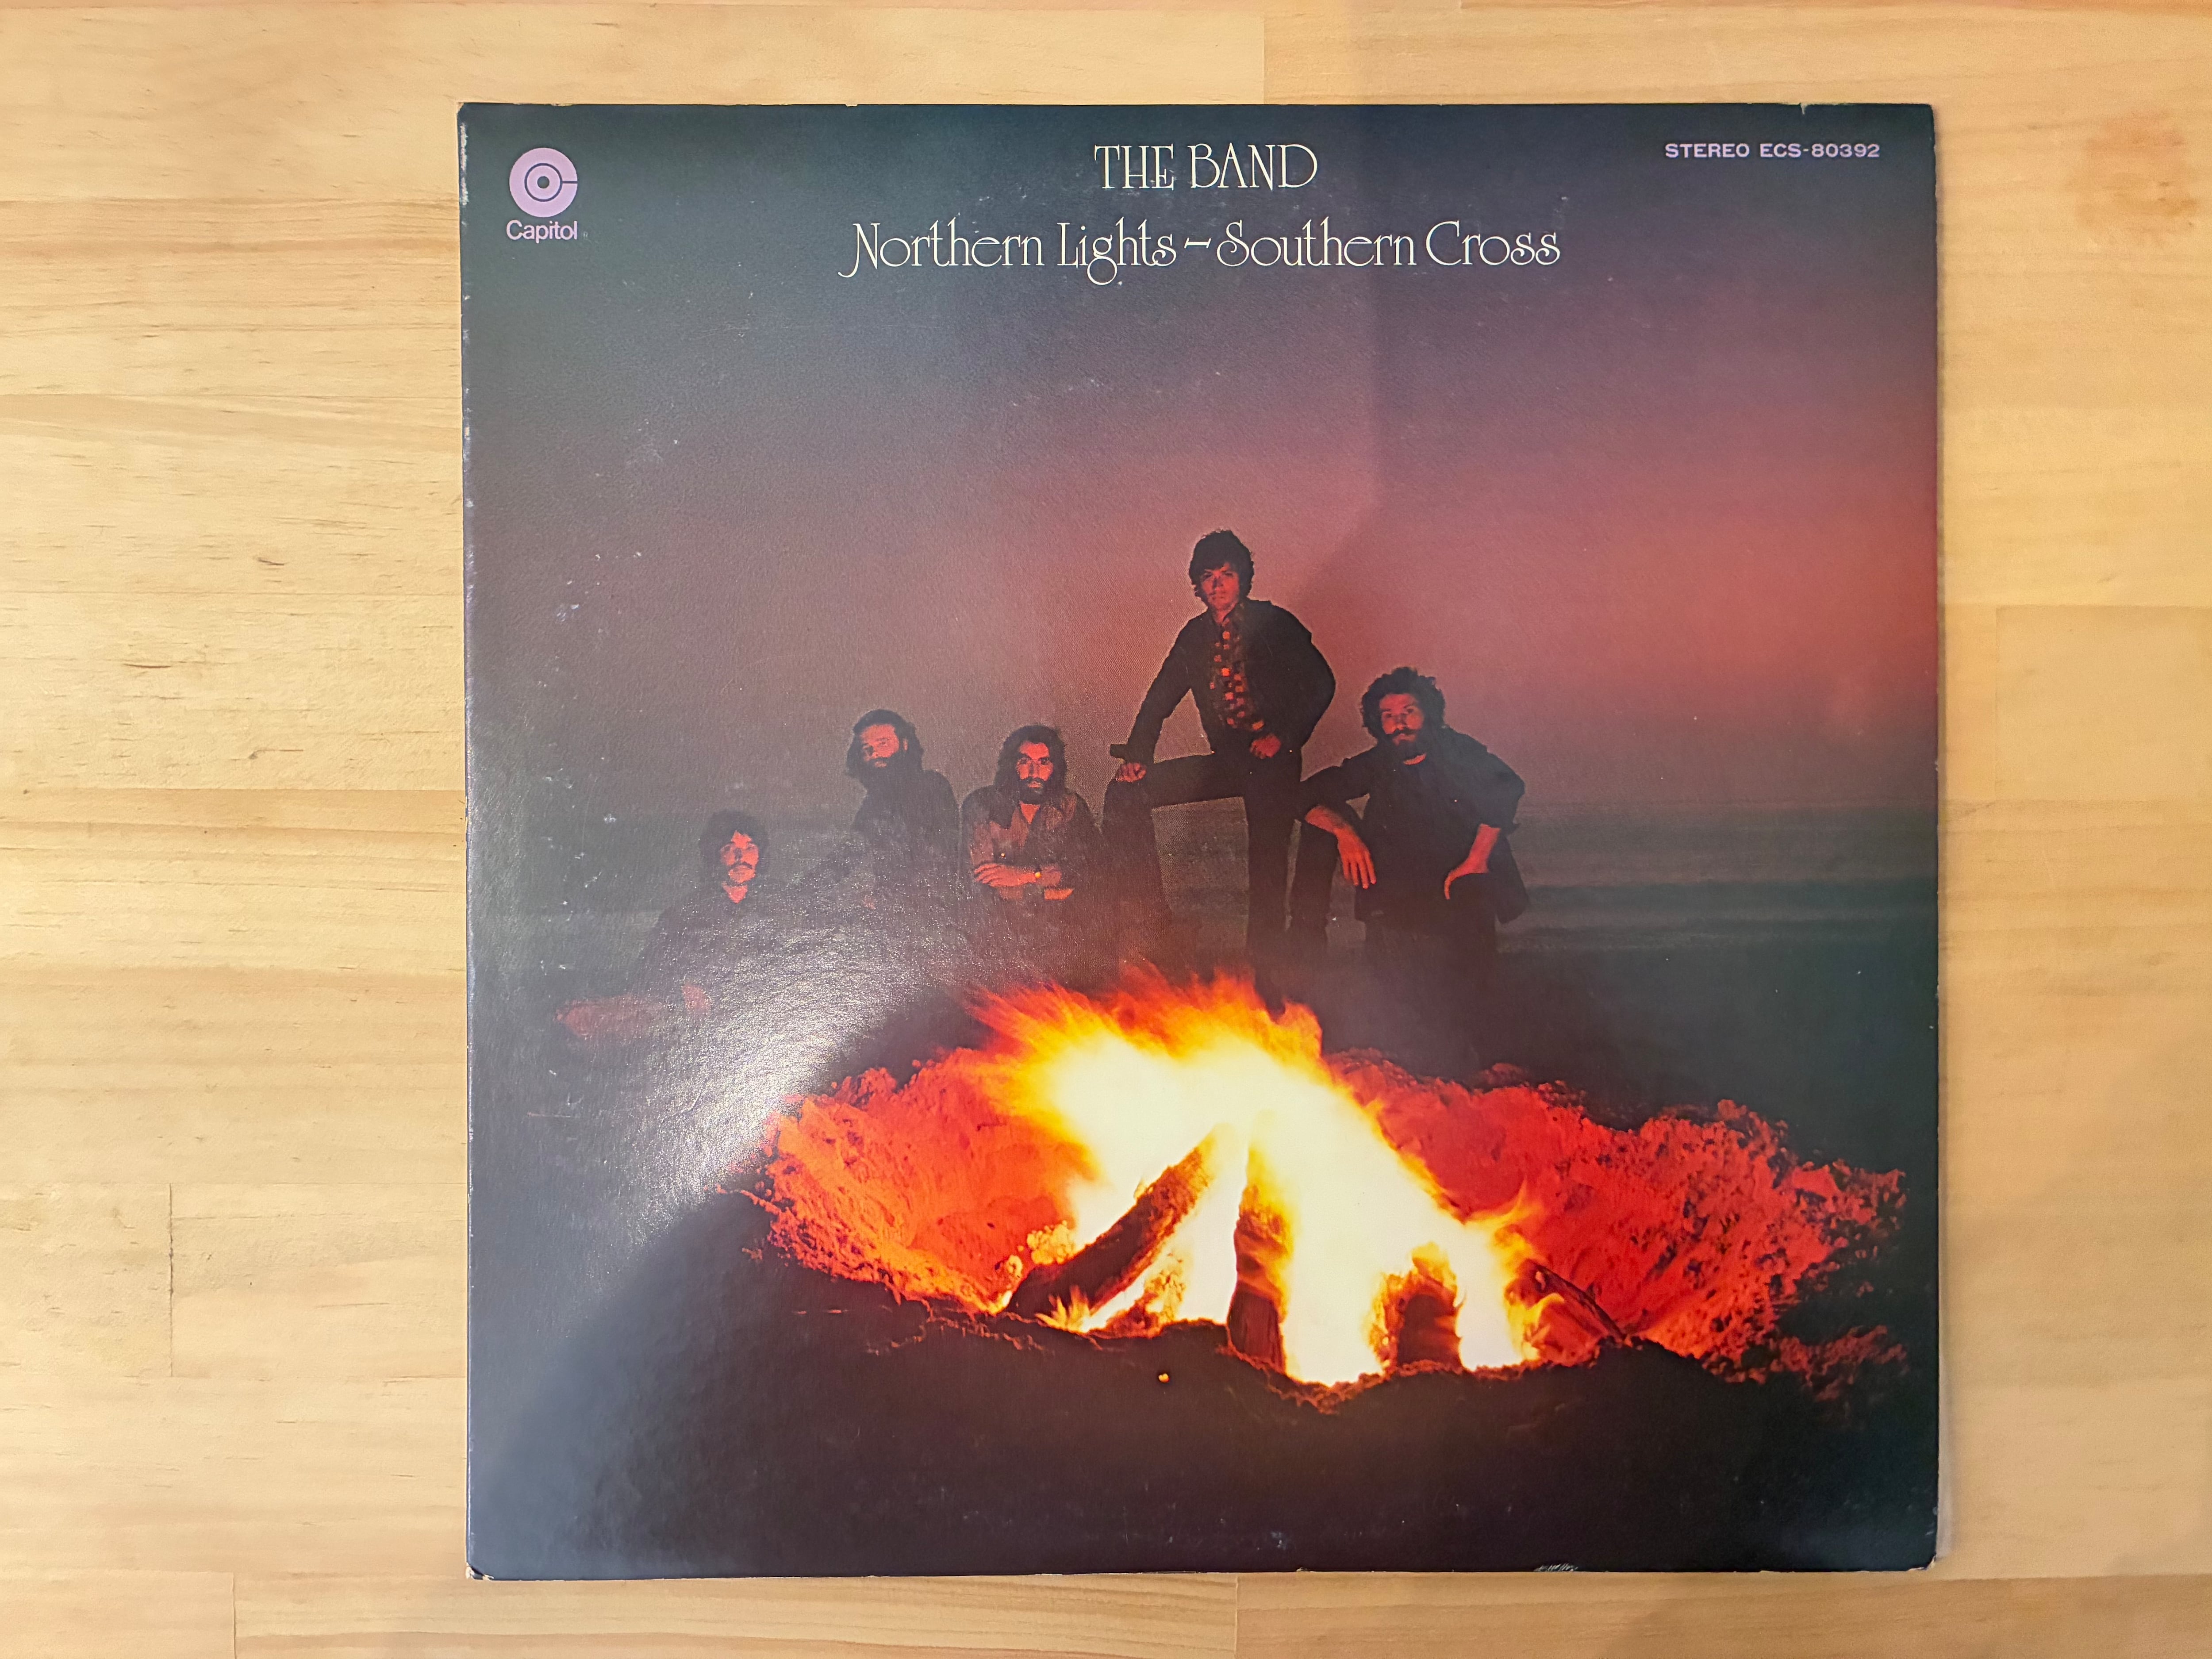 Capitol
THE BAND
STEREO ECS-80392
Northern Lights – Southern Cross